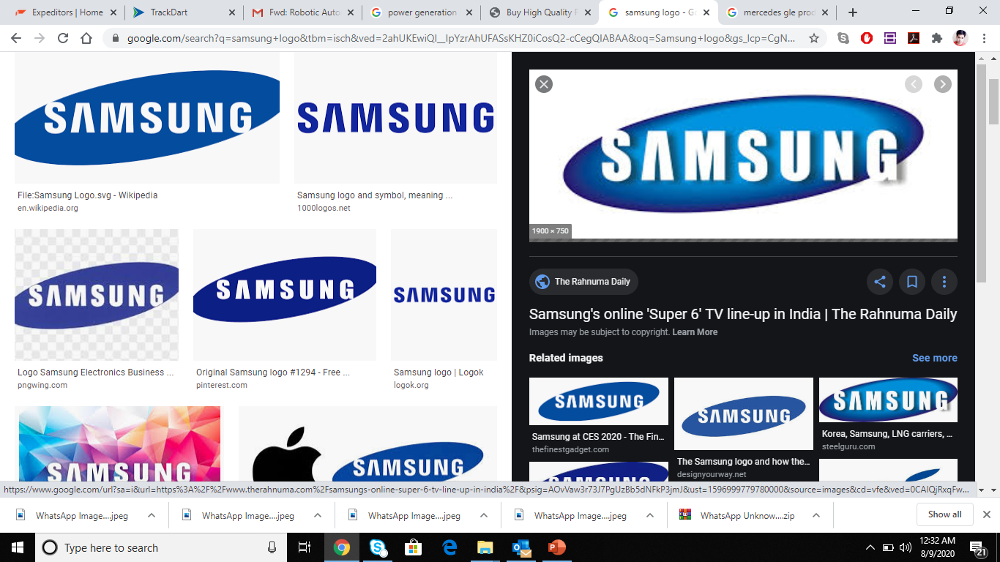 Expeditors | Home
TrackDart
Fwd: Robotic Auto
power generation
Buy High Quality F
samsung logo - Go
mercedes gle prod
google.com/search?q=samsung+logo&tbm=isch&ved=2ahUKEwiQl__IpYzrAhUFASsKHZ0iCosQ2-cCegQIABAA&oq=Samsung+logo&gs_lcp=CgN...
SAMSUNG
SAMSUNG
File:Samsung Logo.svg - Wikipedia
en.wikipedia.org
Samsung logo and symbol, meaning ...
1000logos.net
SAMSUNG
SAMSUNG
SAMSUNG
Logo Samsung Electronics Business ...
pngwing.com
Original Samsung logo #1294 - Free ...
pinterest.com
Samsung logo | Logok
logok.org
SAMSUNG
SAMSUNG
SAMSUNG
1900 × 750
The Rahnuma Daily
Samsung's online 'Super 6' TV line-up in India | The Rahnuma Daily
Images may be subject to copyright. Learn More
Related images
See more
SAMSUNG
SAMSUNG
SAMSUNG
Samsung at CES 2020 - The Fin...
thefinestgadget.com
The Samsung logo and how the...
designyourway.net
Korea, Samsung, LNG carriers, ...
steelguru.com
SAMSUNG
https://www.google.com/url?sa=i&url=https%3A%2F%2Fwww.therahnuma.com%2Fsamsungs-online-super-6-tv-line-up-in-india%2F&psig=AOvVaw3r73J7PgUzBb5dNFkP3jmJ&ust=1596999779780000&source=images&cd=vfe&ved=0CAIQjRxqFw...
WhatsApp Image....jpeg
WhatsApp Image....jpeg
WhatsApp Image....jpeg
WhatsApp Image....jpeg
WhatsApp Unknow....zip
Show all
Type here to search
12:32 AM
8/9/2020
21